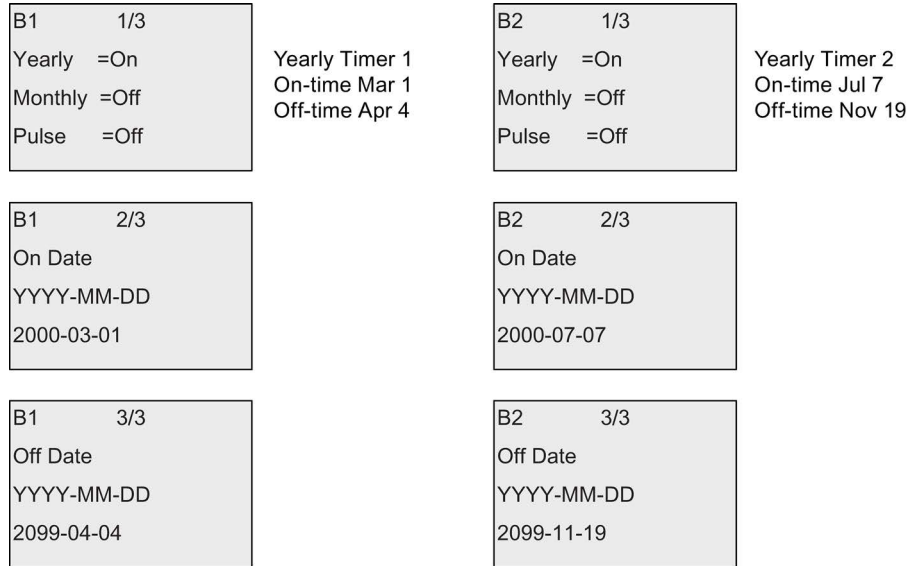 B1 1/3
Yearly =On
Monthly =Off
Pulse =Off
Yearly Timer 1
On-time Mar 1
Off-time Apr 4
B2 1/3
Yearly =On
Monthly =Off
Pulse =Off
Yearly Timer 2
On-time Jul 7
Off-time Nov 19
B1 2/3
On Date
YYYY-MM-DD
2000-03-01
B2 2/3
On Date
YYYY-MM-DD
2000-07-07
B1 3/3
Off Date
YYYY-MM-DD
2099-04-04
B2 3/3
Off Date
YYYY-MM-DD
2099-11-19